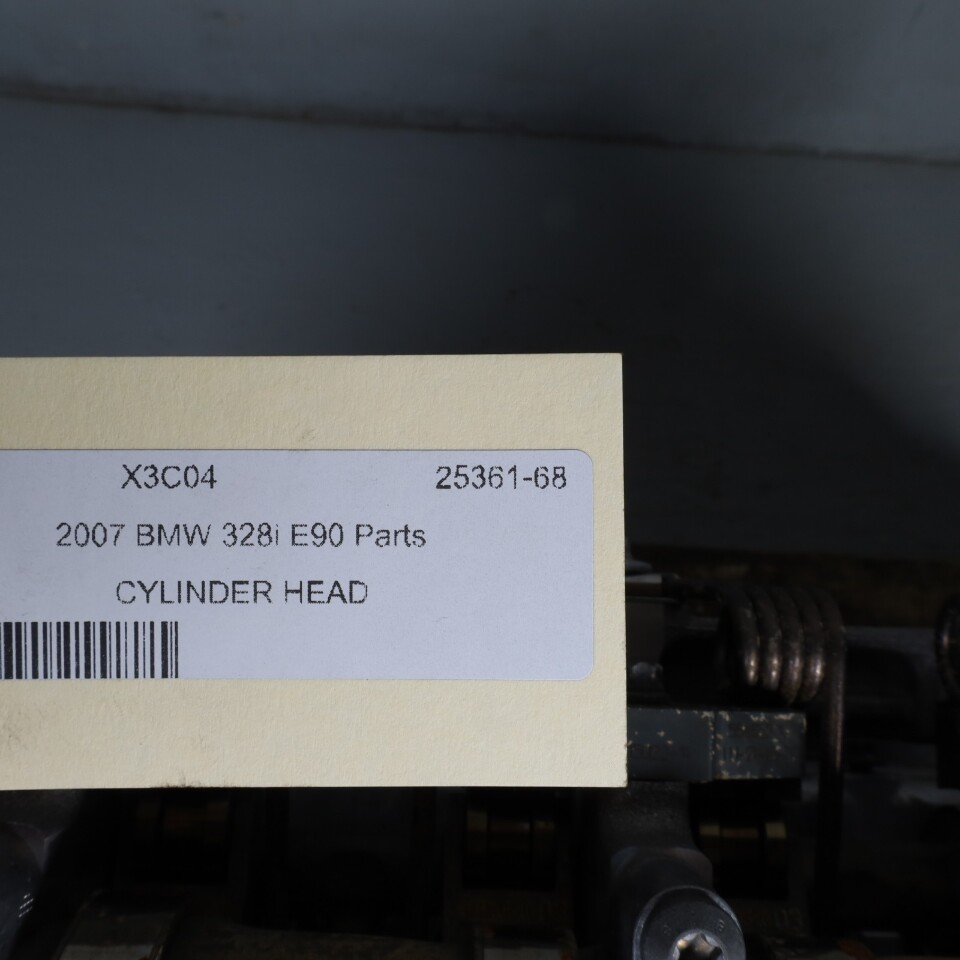 X3C04 25361-68
2007 BMW 328i E90 Parts
CYLINDER HEAD